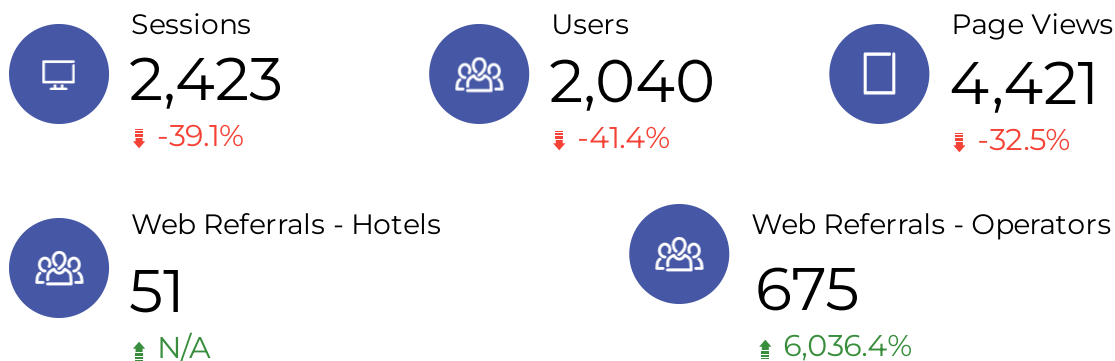 Sessions
2,423
-39.1%
Users
2,040
-41.4%
Page Views
4,421
-32.5%
Web Referrals - Hotels
51
N/A
Web Referrals - Operators
675
6,036.4%